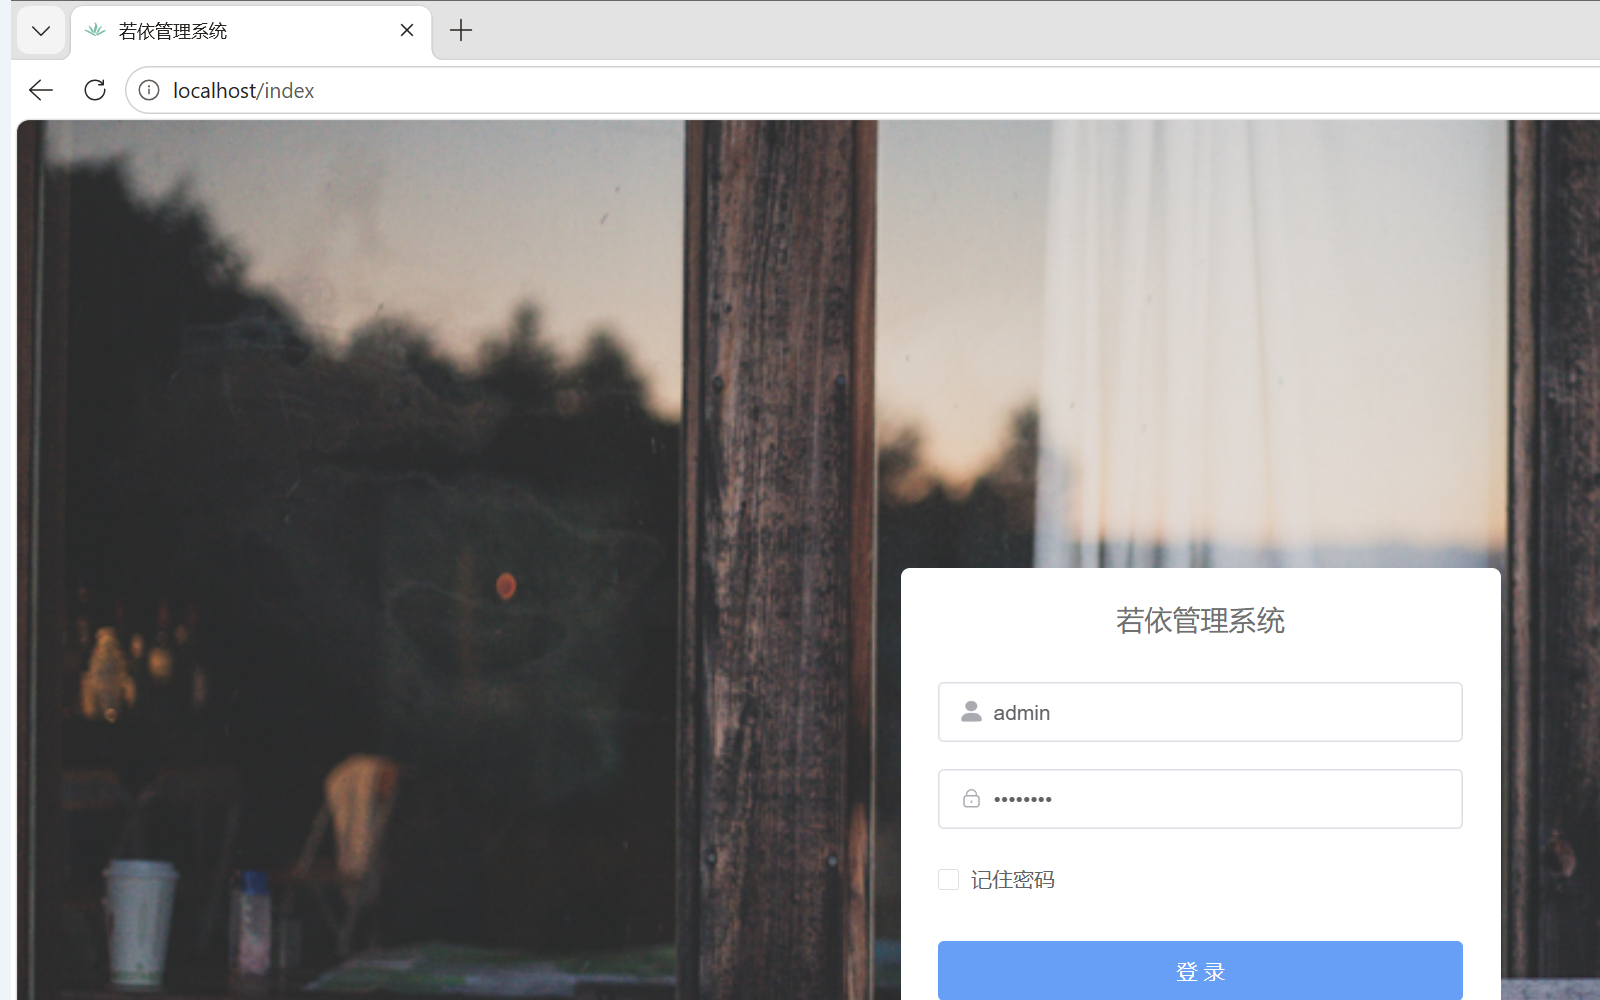 若依管理系统
localhost/index
若依管理系统
admin
••••••••
记住密码
登 录